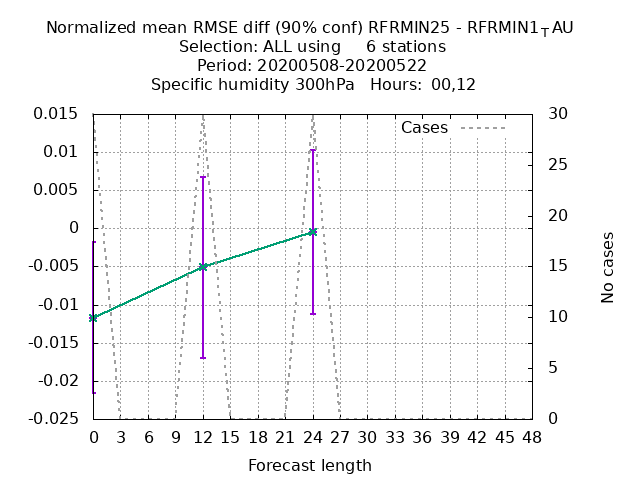 Normalized mean RMSE diff (90% conf) RFRMIN25 - RFRMIN1TAU
Selection: ALL using 6 stations
Period: 20200508-20200522
Specific humidity 300hPa Hours: 00,12
Cases
0.015
0.01
0.005
0
-0.005
-0.01
-0.015
-0.02
-0.025
30
25
20
15
10
5
0
No cases
0 3 6 9 12 15 18 21 24 27 30 33 36 39 42 45 48
Forecast length